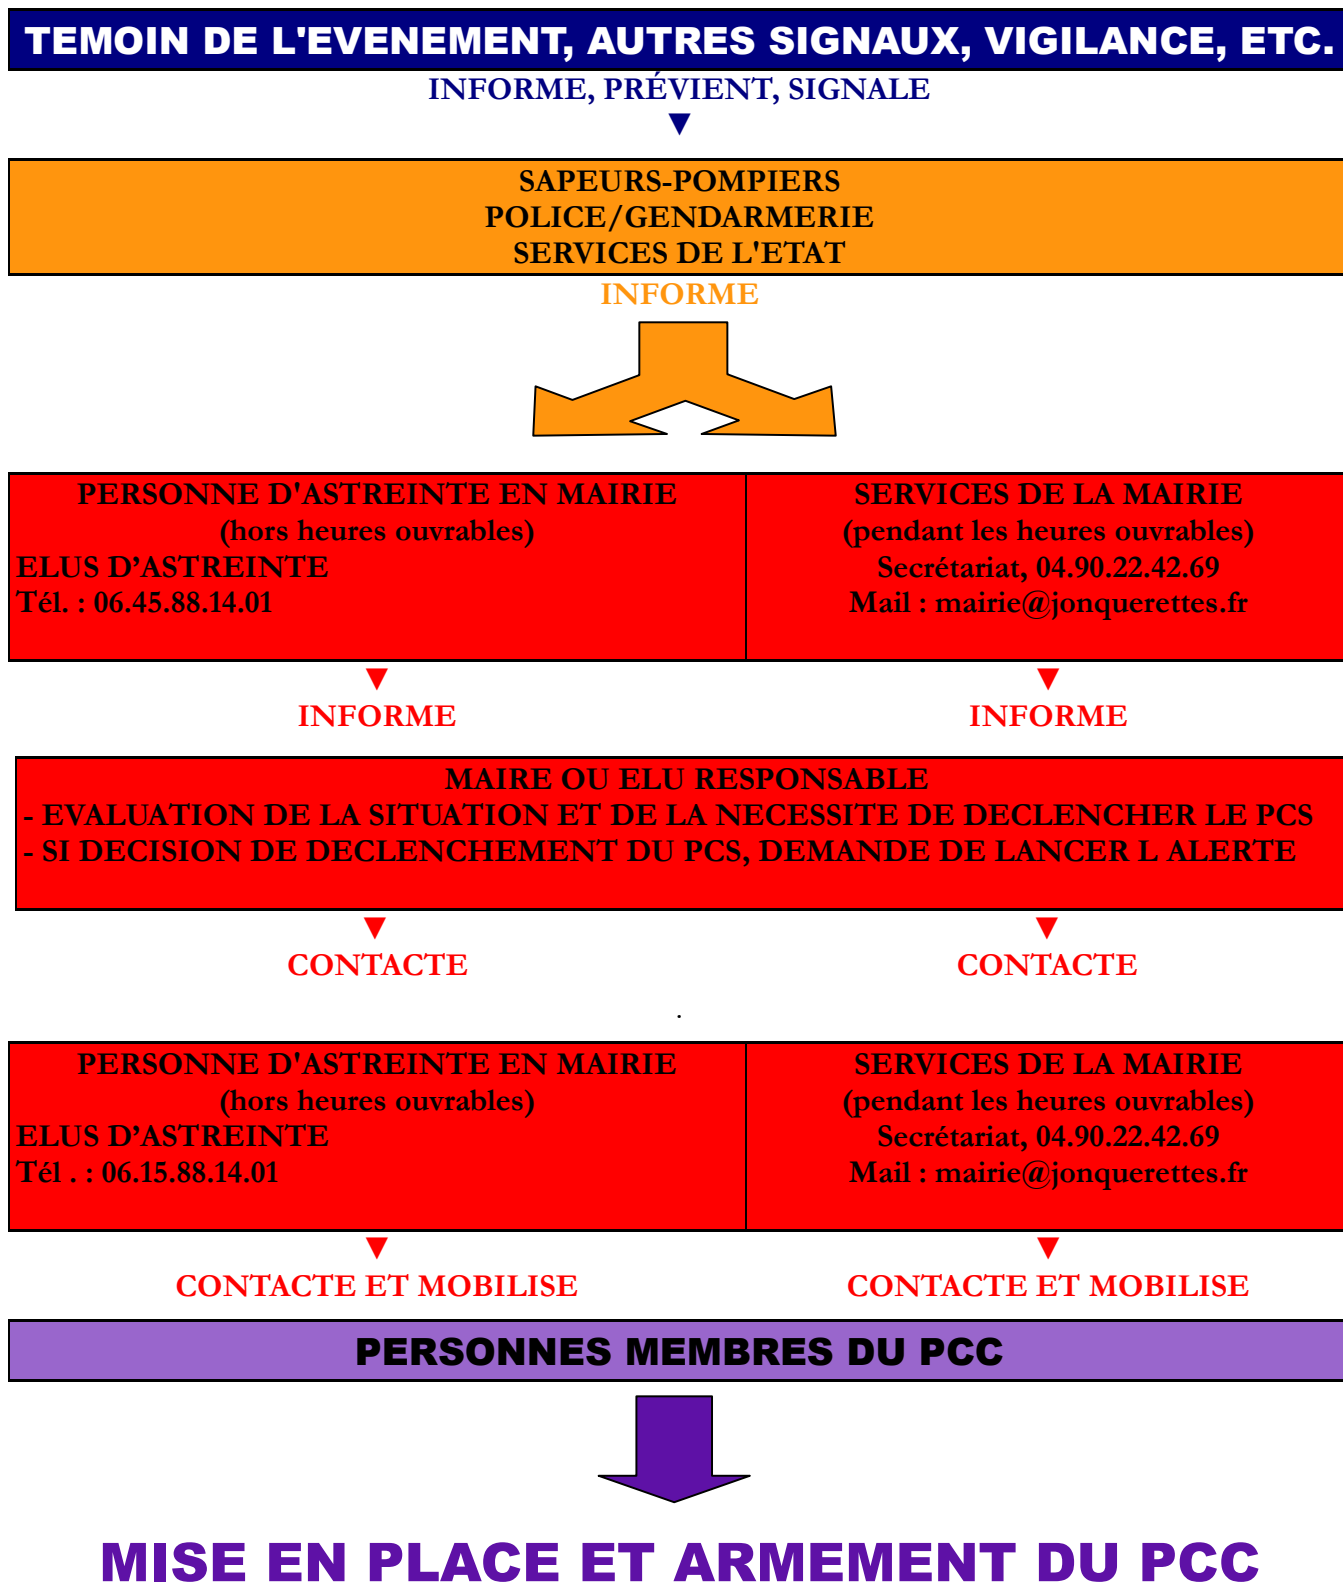 TEMOIN DE L'EVENEMENT, AUTRES SIGNAUX, VIGILANCE, ETC.
INFORME, PRÉVIENT, SIGNALE
SAPEURS-POMPIERS
POLICE/GENDARMERIE
SERVICES DE L'ETAT
INFORME
PERSONNE D'ASTREINTE EN MAIRIE
(hors heures ouvrables)
ELUS D’ASTREINTE
Tél. : 06.45.88.14.01
SERVICES DE LA MAIRIE
(pendant les heures ouvrables)
Secrétariat, 04.90.22.42.69
Mail : mairie@jonquerettes.fr
INFORME
INFORME
MAIRE OU ELU RESPONSABLE
- EVALUATION DE LA SITUATION ET DE LA NECESSITE DE DECLENCHER LE PCS
- SI DECISION DE DECLENCHEMENT DU PCS, DEMANDE DE LANCER L ALERTE
CONTACTE
CONTACTE
.
PERSONNE D'ASTREINTE EN MAIRIE
(hors heures ouvrables)
ELUS D’ASTREINTE
Tél . : 06.15.88.14.01
SERVICES DE LA MAIRIE
(pendant les heures ouvrables)
Secrétariat, 04.90.22.42.69
Mail : mairie@jonquerettes.fr
CONTACTE ET MOBILISE
CONTACTE ET MOBILISE
PERSONNES MEMBRES DU PCC
MISE EN PLACE ET ARMEMENT DU PCC